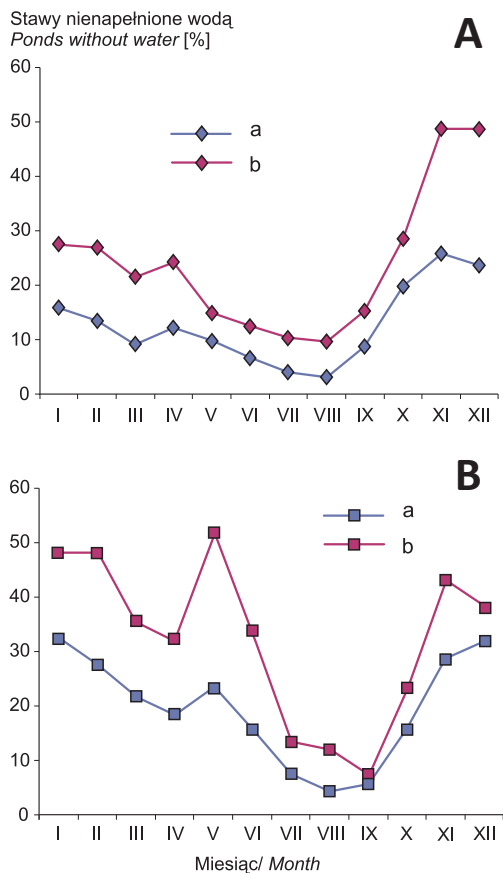 Stawy nienapełnione wodą
Ponds without water [%]
A
60
50
40
30
20
10
0
a
b
I II III IV V VI VII VIII IX X XI XII
B
60
50
40
30
20
10
0
a
b
I II III IV V VI VII VIII IX X XI XII
Miesiąc/ Month